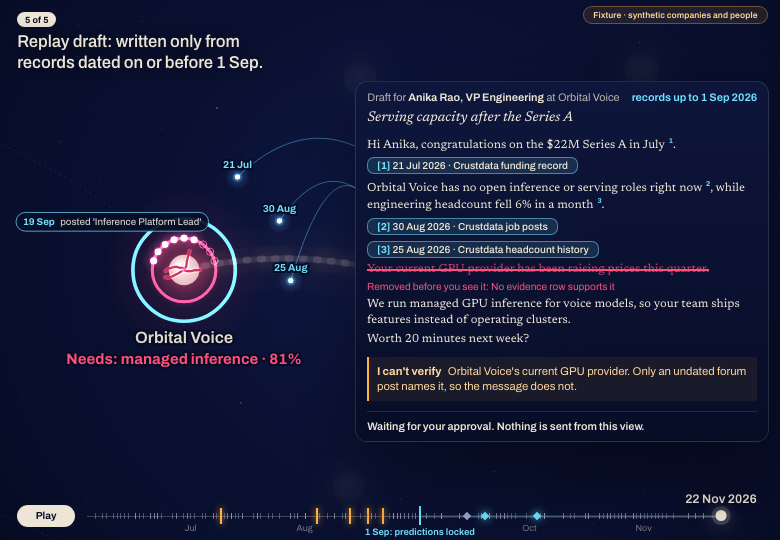 5 of 5
Fixture · synthetic companies and people
Replay draft: written only from
records dated on or before 1 Sep.
Draft for Anika Rao, VP Engineering at Orbital Voice
records up to 1 Sep 2026
Serving capacity after the Series A
Hi Anika, congratulations on the $22M Series A in July 1.
[1] 21 Jul 2026 · Crustdata funding record
Orbital Voice has no open inference or serving roles right now 2, while
engineering headcount fell 6% in a month 3.
[2] 30 Aug 2026 · Crustdata job posts
[3] 25 Aug 2026 · Crustdata headcount history
Your current GPU provider has been raising prices this quarter.
Removed before you see it: No evidence row supports it
We run managed GPU inference for voice models, so your team ships
features instead of operating clusters.
Worth 20 minutes next week?
I can't verify Orbital Voice's current GPU provider. Only an undated forum
post names it, so the message does not.
Waiting for your approval. Nothing is sent from this view.
21 Jul
30 Aug
19 Sep posted 'Inference Platform Lead'
25 Aug
Orbital Voice
Needs: managed inference · 81%
22 Nov 2026
Play
Jul
Aug
1 Sep: predictions locked
Oct
Nov